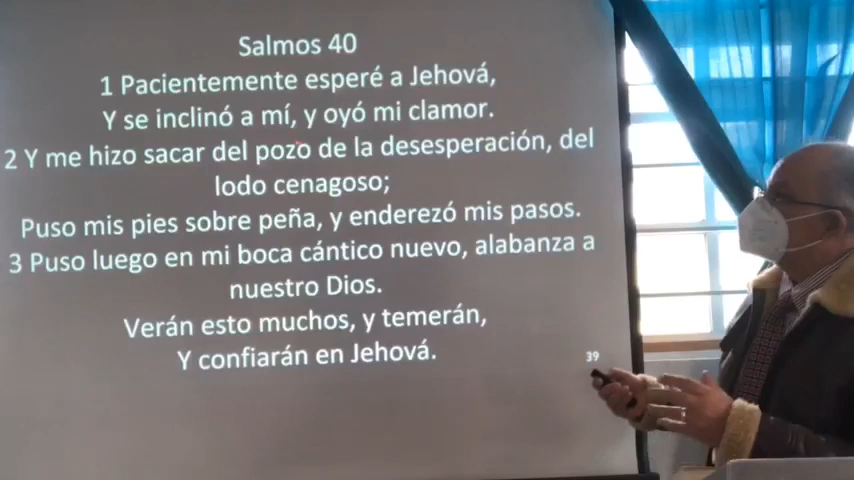 Salmos 40
1 Pacientemente esperé a Jehová,
Y se inclinó a mí, y oyó mi clamor.
2 Y me hizo sacar del pozo de la desesperación, del
lodo cenagoso;
Puso mis pies sobre peña, y enderezó mis pasos.
3 Puso luego en mi boca cántico nuevo, alabanza a
nuestro Dios.
Verán esto muchos, y temerán,
Y confiarán en Jehová.
39